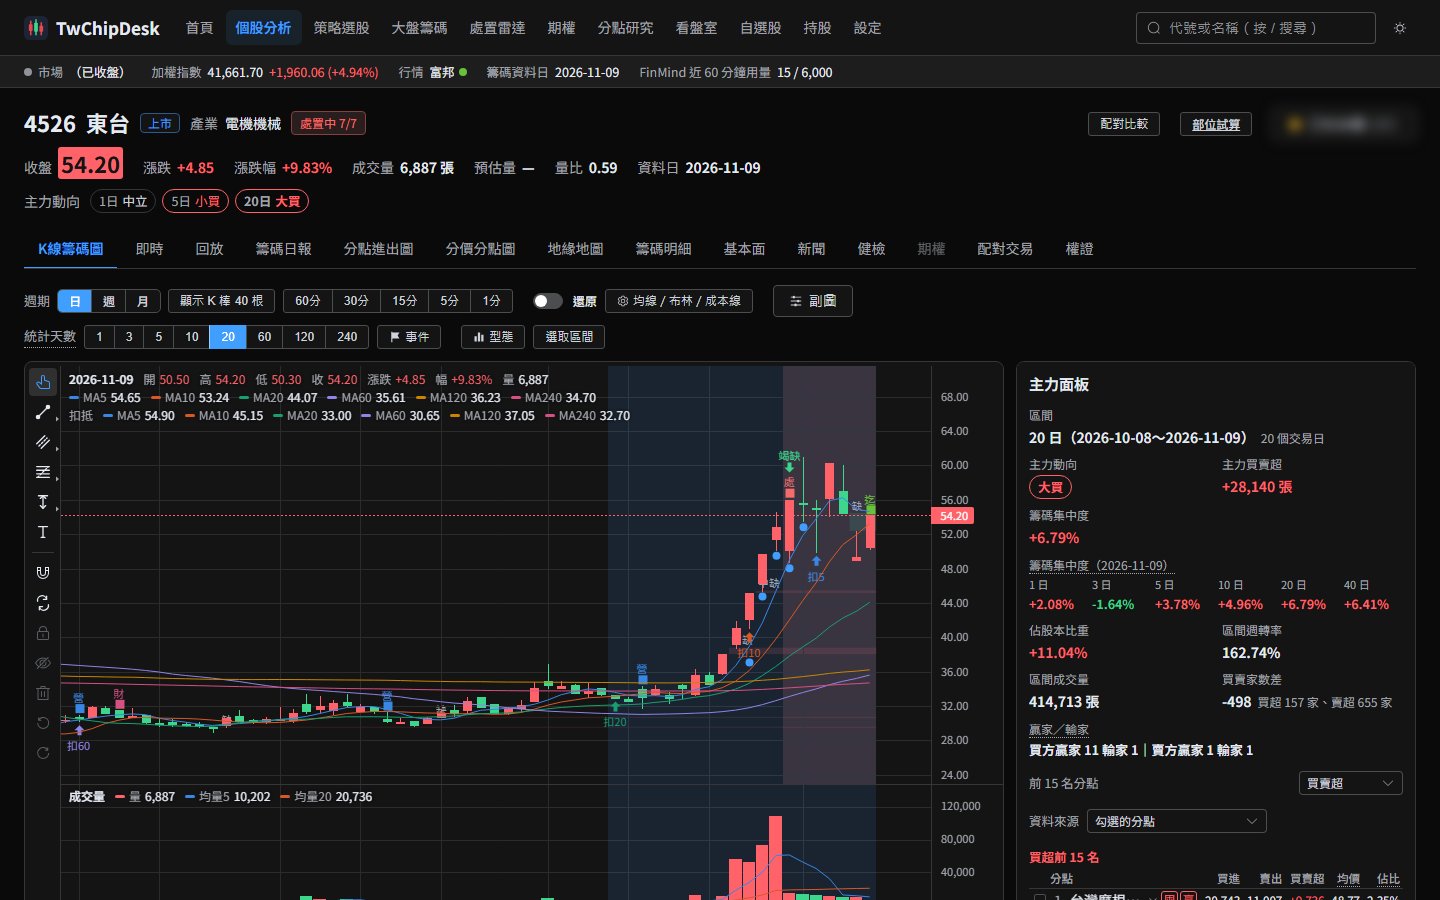 TwChipDesk 首頁 個股分析 策略選股 大盤籌碼 處置雷達 期權 分點研究 看盤室 自選股 持股 設定 代號或名稱（按 / 搜尋）
市場 （已收盤） 加權指數 41,661.70 +1,960.06 (+4.94%) 行情 富邦 籌碼資料日 2026-11-09 FinMind 近 60 分鐘用量 15 / 6,000
4526 東台 上市 產業 電機機械 處置中 7/7 配對比較 部位試算
收盤 54.20 漲跌 +4.85 漲跌幅 +9.83% 成交量 6,887 張 預估量 — 量比 0.59 資料日 2026-11-09
主力動向 1日 中立 5日 小買 20日 大買
K線籌碼圖 即時 回放 籌碼日報 分點進出圖 分價分點圖 地緣地圖 籌碼明細 基本面 新聞 健檢 期權 配對交易 權證
週期 日 週 月 顯示 K 棒 40 根 60分 30分 15分 5分 1分 還原 均線 / 布林 / 成本線 副圖
統計天數 1 3 5 10 20 60 120 240 事件 型態 選取區間
2026-11-09 開 50.50 高 54.20 低 50.30 收 54.20 漲跌 +4.85 幅 +9.83% 量 6,887
MA5 54.65 MA10 53.24 MA20 44.07 MA60 35.61 MA120 36.23 MA240 34.70
扣抵 MA5 54.90 MA10 45.15 MA20 33.00 MA60 30.65 MA120 37.05 MA240 32.70
68.00
64.00
60.00
56.00
54.20
52.00
48.00
44.00
40.00
36.00
32.00
28.00
24.00
竭缺
處
缺
扣5
缺
扣10
營
財
營
營
扣20
扣60
T
成交量 量 6,887 均量5 10,202 均量20 20,736
120,000
80,000
40,000
主力面板
區間
20 日（2026-10-08～2026-11-09） 20 個交易日
主力動向 主力買賣超
大買 +28,140 張
籌碼集中度
+6.79%
籌碼集中度（2026-11-09）
1 日 3 日 5 日 10 日 20 日 40 日
+2.08% -1.64% +3.78% +4.96% +6.79% +6.41%
佔股本比重 區間週轉率
+11.04% 162.74%
區間成交量 買賣家數差
414,713 張 -498 買超 157 家、賣超 655 家
贏家／輸家
買方贏家 11 輸家 1｜賣方贏家 1 輸家 1
前 15 名分點 買賣超
資料來源 勾選的分點
買超前 15 名
分點 買進 賣出 買賣超 均價 佔比